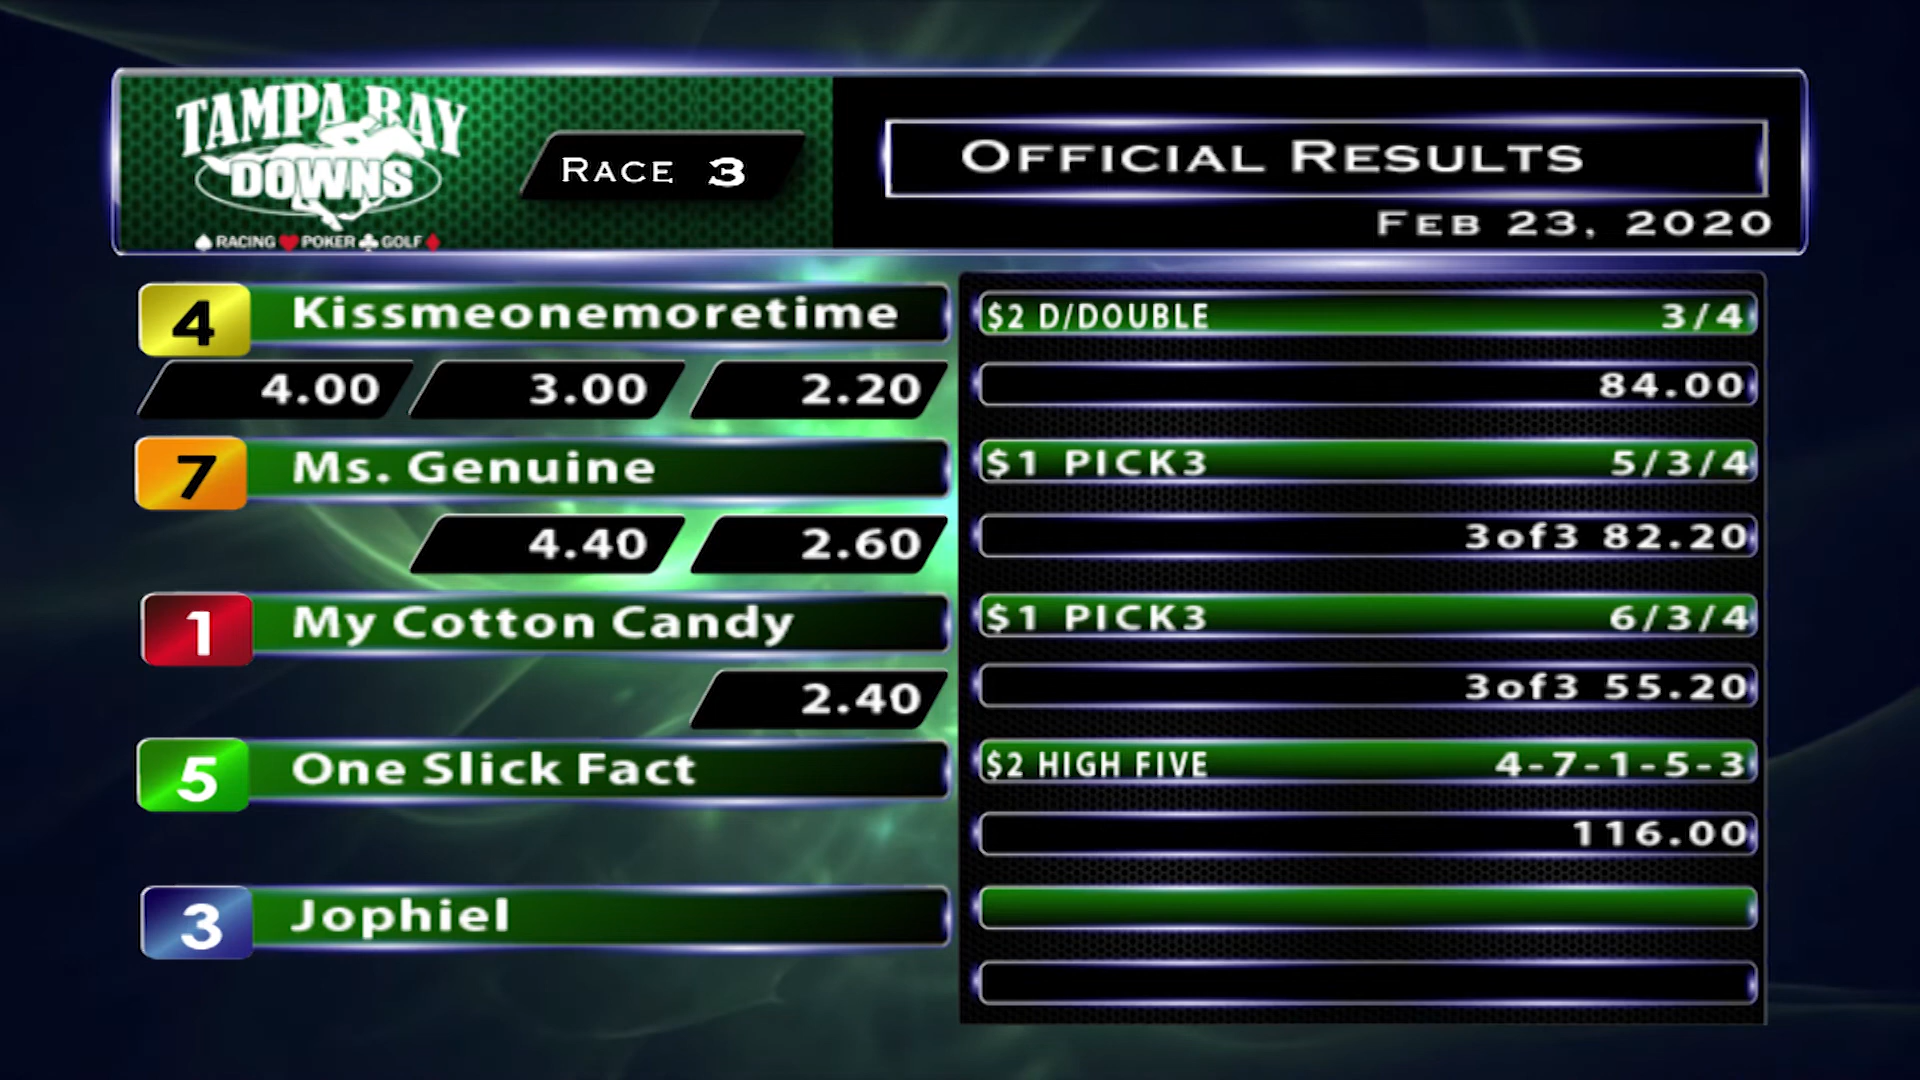 TAMPA BAY
DOWNS
RACING POKER GOLF
RACE 3
OFFICIAL RESULTS
FEB 23, 2020
4 Kissmeonemoretime
4.00 3.00 2.20
7 Ms. Genuine
4.40 2.60
1 My Cotton Candy
2.40
5 One Slick Fact
3 Jophiel
$2 D/DOUBLE 3/4
84.00
$1 PICK3 5/3/4
3of3 82.20
$1 PICK3 6/3/4
3of3 55.20
$2 HIGH FIVE 4-7-1-5-3
116.00